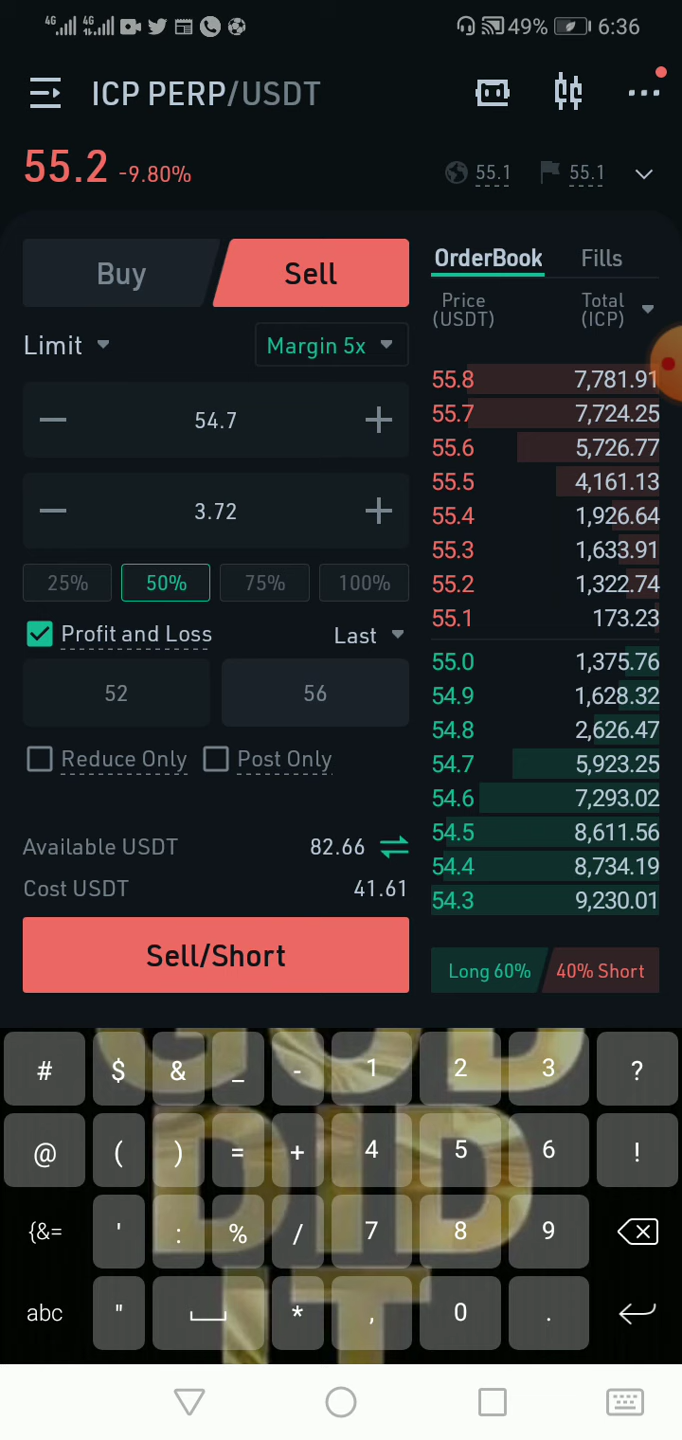 4G 4G 49% 6:36
ICP PERP/USDT
55.2 -9.80% 55.1 55.1
Buy Sell
Limit Margin 5x
54.7
3.72
25% 50% 75% 100%
Profit and Loss Last
52 56
Reduce Only Post Only
Available USDT 82.66
Cost USDT 41.61
Sell/Short
OrderBook Fills
Price Total
(USDT) (ICP)
55.8 7,781.91
55.7 7,724.25
55.6 5,726.77
55.5 4,161.13
55.4 1,926.64
55.3 1,633.91
55.2 1,322.74
55.1 173.23
55.0 1,375.76
54.9 1,628.32
54.8 2,626.47
54.7 5,923.25
54.6 7,293.02
54.5 8,611.56
54.4 8,734.19
54.3 9,230.01
Long 60% 40% Short
GOD
DID
IT
# $ & _ - 1 2 3 ?
@ ( ) = + 4 5 6 !
{&= ' : % / 7 8 9
abc " * , 0 .